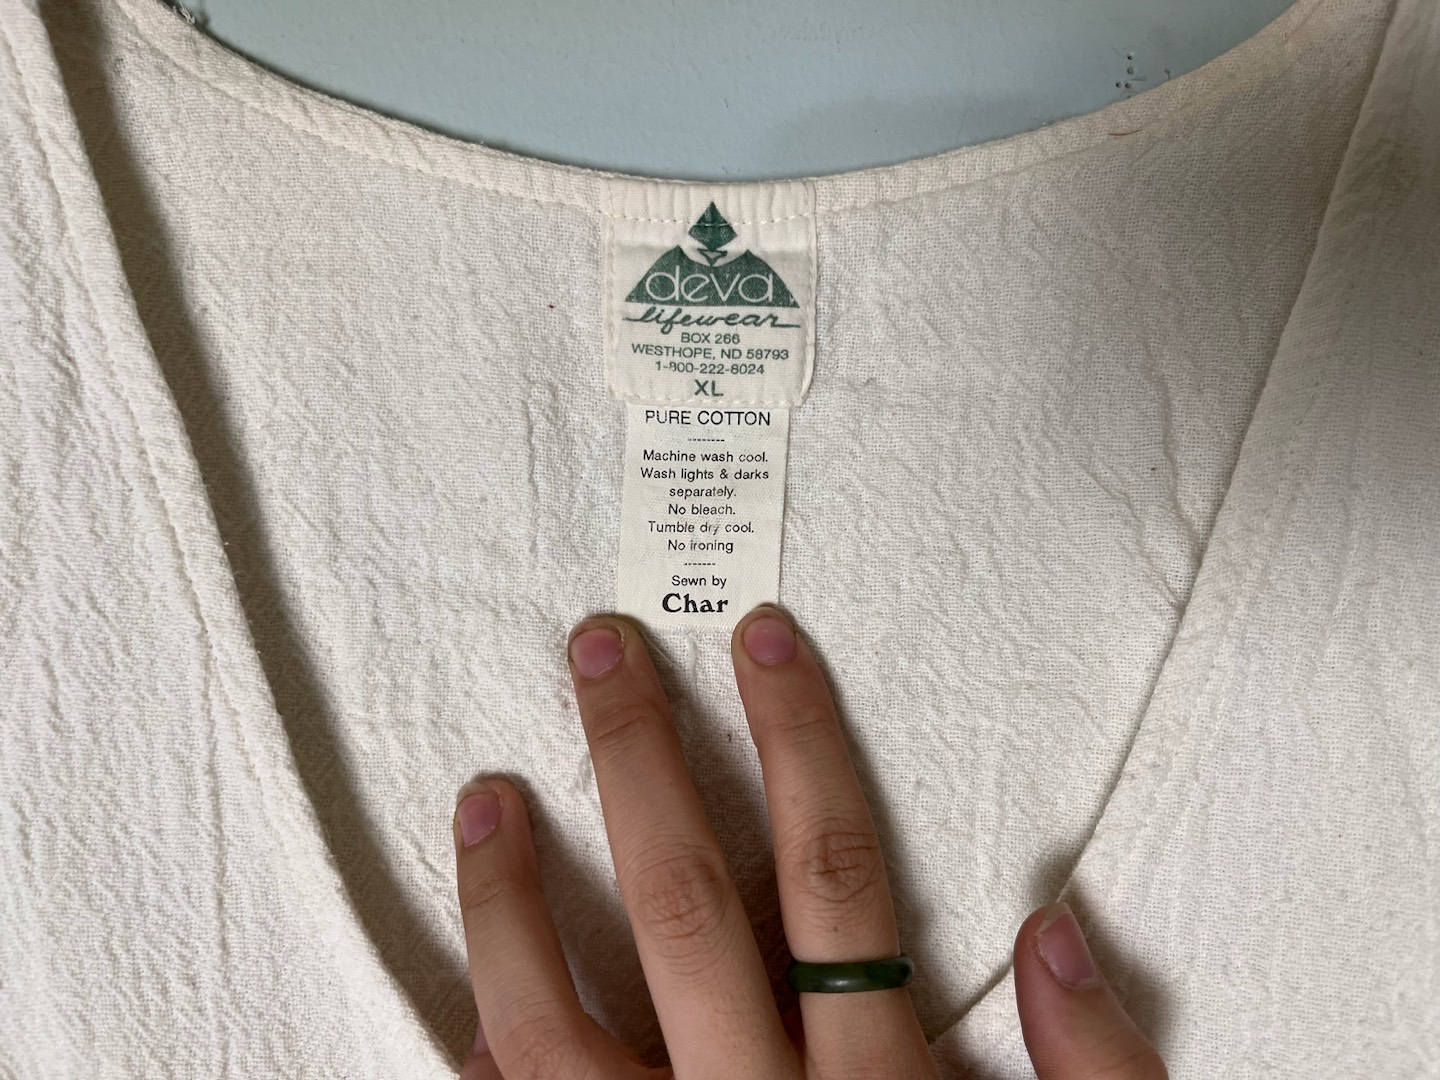 deva
lifewear
BOX 266
WESTHOPE, ND 58793
1-800-222-8024
XL
PURE COTTON
--------
Machine wash cool.
Wash lights & darks
separately.
No bleach.
Tumble dry cool.
No ironing
-------
Sewn by
Char